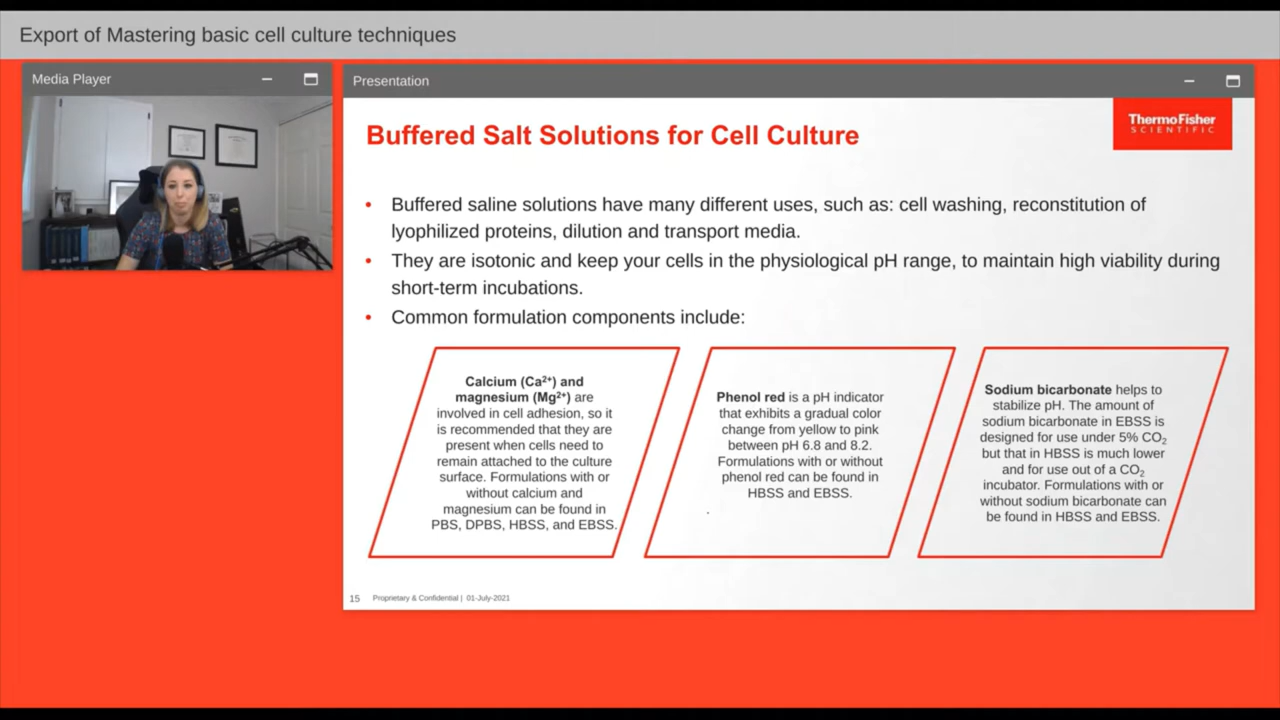 Export of Mastering basic cell culture techniques
Media Player
Presentation
ThermoFisher
SCIENTIFIC
Buffered Salt Solutions for Cell Culture
• Buffered saline solutions have many different uses, such as: cell washing, reconstitution of
lyophilized proteins, dilution and transport media.
• They are isotonic and keep your cells in the physiological pH range, to maintain high viability during
short-term incubations.
• Common formulation components include:
Calcium (Ca²⁺) and
magnesium (Mg²⁺) are
involved in cell adhesion, so it
is recommended that they are
present when cells need to
remain attached to the culture
surface. Formulations with or
without calcium and
magnesium can be found in
PBS, DPBS, HBSS, and EBSS.
Phenol red is a pH indicator
that exhibits a gradual color
change from yellow to pink
between pH 6.8 and 8.2.
Formulations with or without
phenol red can be found in
HBSS and EBSS.
.
Sodium bicarbonate helps to
stabilize pH. The amount of
sodium bicarbonate in EBSS is
designed for use under 5% CO₂
but that in HBSS is much lower
and for use out of a CO₂
incubator. Formulations with or
without sodium bicarbonate can
be found in HBSS and EBSS.
15 Proprietary & Confidential | 01-July-2021